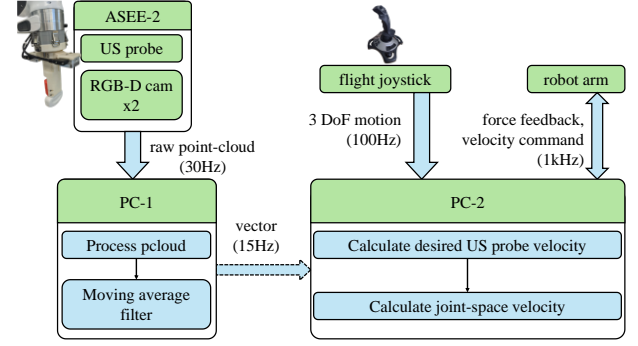 ASEE-2
US probe
RGB-D cam
x2
raw point-cloud
(30Hz)
PC-1
Process pcloud
Moving average
filter
vector
(15Hz)
flight joystick
3 DoF motion
(100Hz)
robot arm
force feedback,
velocity command
(1kHz)
PC-2
Calculate desired US probe velocity
Calculate joint-space velocity